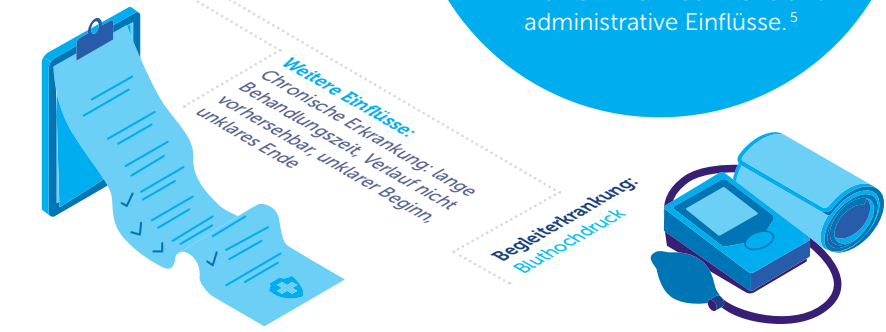 administrative Einflüsse. 5
Weitere Einflüsse:
Chronische Erkrankung: lange
Behandlungszeit, Verlauf nicht
vorhersehbar, unklarer Beginn,
unklares Ende
Begleiterkrankung:
Bluthochdruck